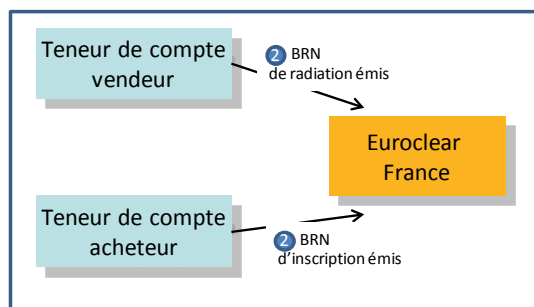 Teneur de compte
vendeur
2 BRN
de radiation émis
Euroclear
France
Teneur de compte
acheteur
2 BRN
d'inscription émis